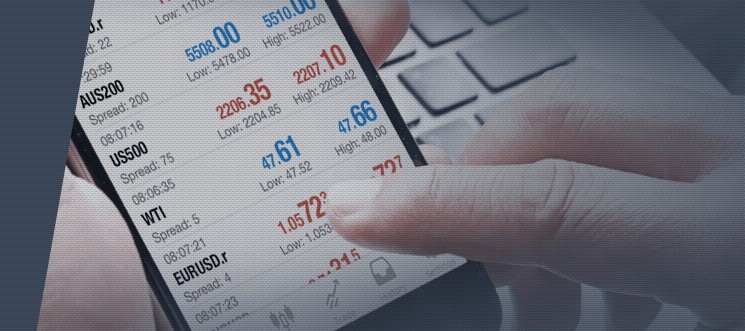 Low: 1170.
d: 22
5508.00
5510.00
:29:59
Low: 5478.00
High: 5522.00
AUS200
Spread: 200
2206.35
2207.10
08:07:16
Low: 2204.85
High: 2209.42
US500
Spread: 75
47.61
47.66
08:06:35
Low: 47.52
High: 48.00
WTI
Spread: 5
1.0572
727
08:07:21
Low: 1.053
EURUSD.r
Spread: 4
08:07:23